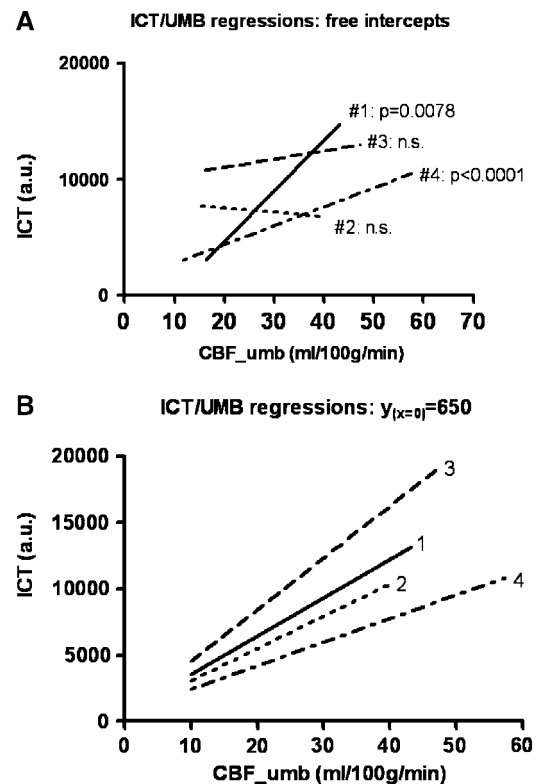 A
ICT/UMB regressions: free intercepts
20000
10000
0
ICT (a.u.)
#1: p=0.0078
#3: n.s.
#4: p<0.0001
#2: n.s.
0 10 20 30 40 50 60 70
CBF_umb (ml/100g/min)
B
ICT/UMB regressions: y(x=0)=650
20000
15000
10000
5000
0
ICT (a.u.)
3
1
2
4
0 10 20 30 40 50 60
CBF_umb (ml/100g/min)